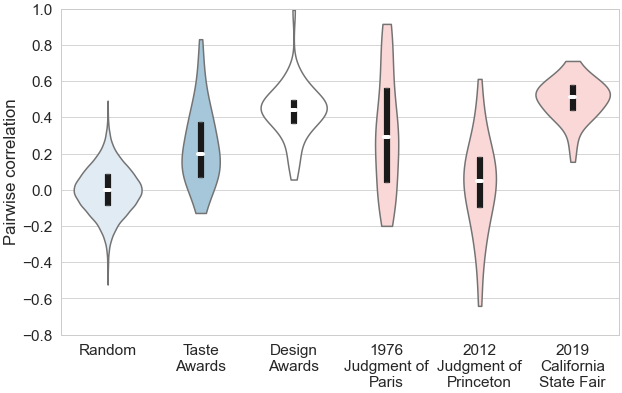 1.0
0.8
0.6
0.4
0.2
0.0
−0.2
−0.4
−0.6
−0.8
Pairwise correlation
Random
Taste
Awards
Design
Awards
1976
Judgment of
Paris
2012
Judgment of
Princeton
2019
California
State Fair